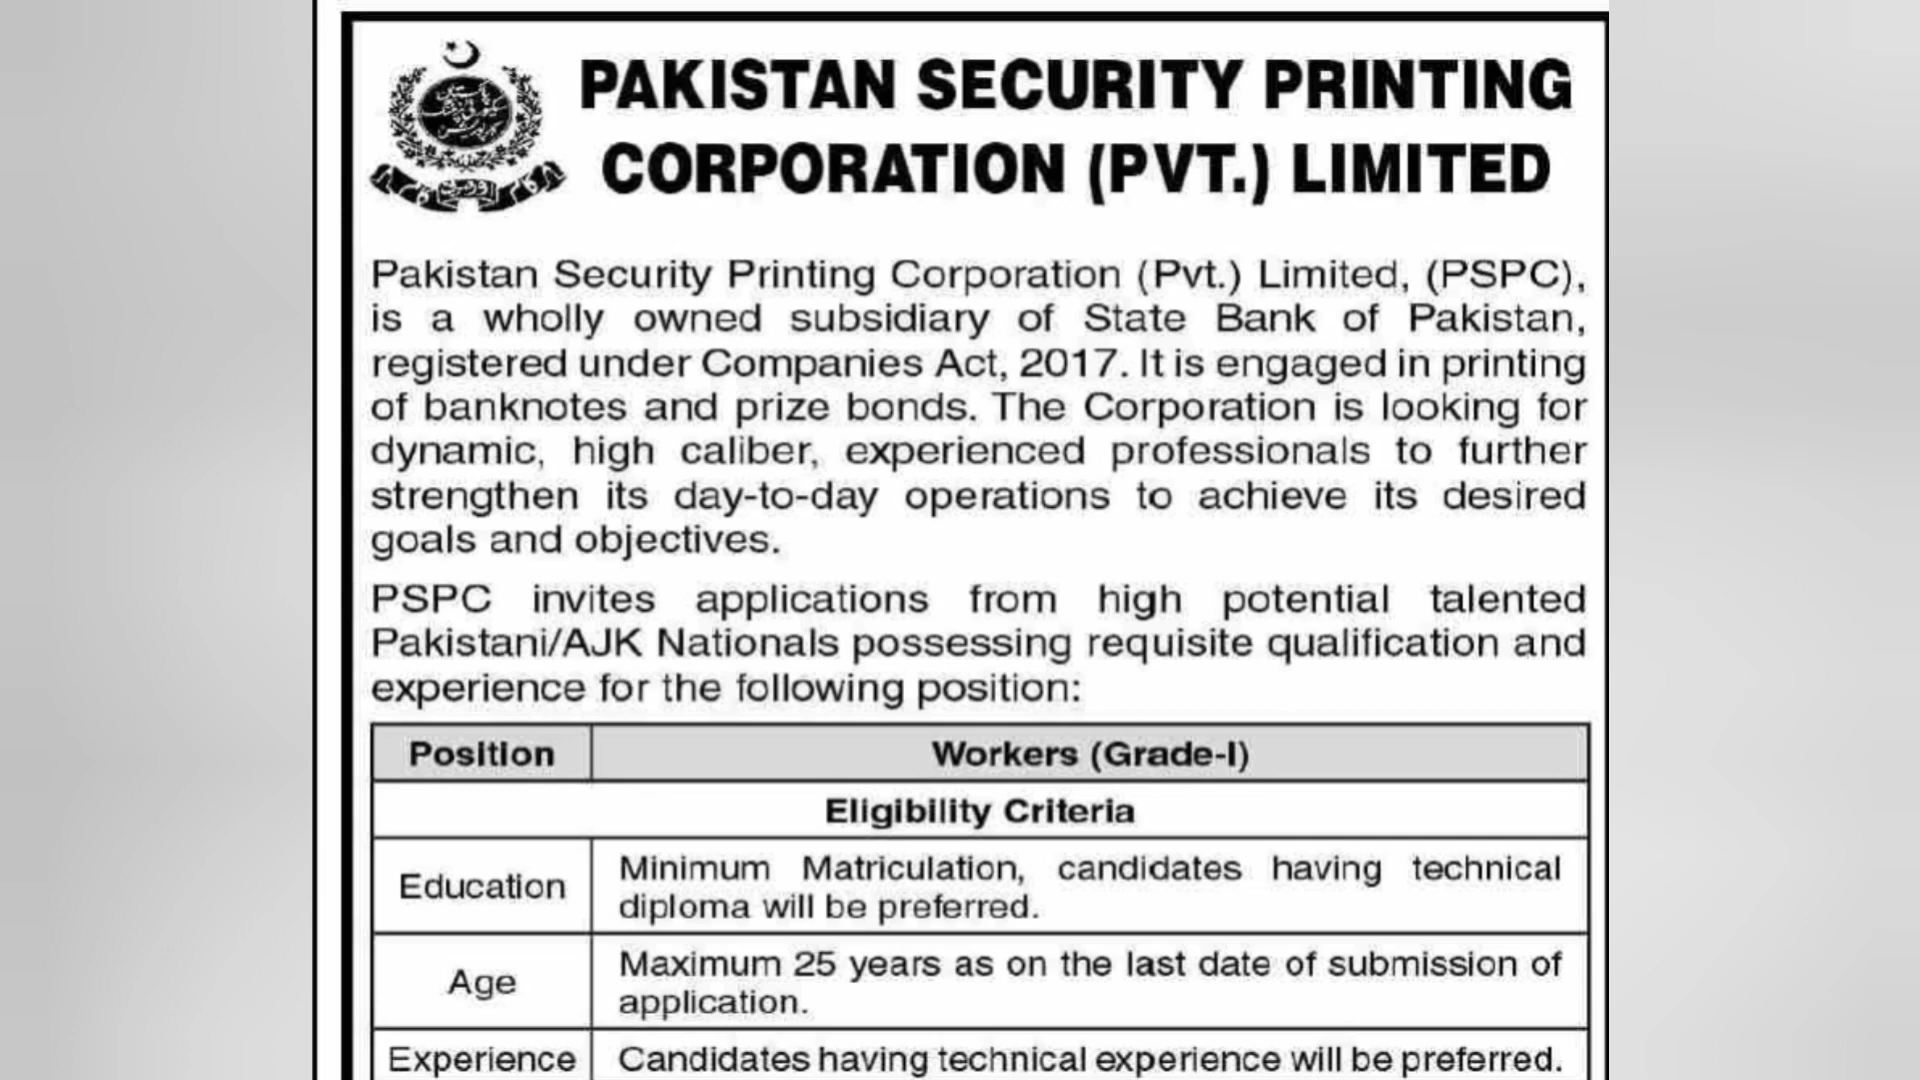 PAKISTAN SECURITY PRINTING
CORPORATION (PVT.) LIMITED
Pakistan Security Printing Corporation (Pvt.) Limited, (PSPC),
is a wholly owned subsidiary of State Bank of Pakistan,
registered under Companies Act, 2017. It is engaged in printing
of banknotes and prize bonds. The Corporation is looking for
dynamic, high caliber, experienced professionals to further
strengthen its day-to-day operations to achieve its desired
goals and objectives.
PSPC invites applications from high potential talented
Pakistani/AJK Nationals possessing requisite qualification and
experience for the following position:
Position Workers (Grade-I)
Eligibility Criteria
Education Minimum Matriculation, candidates having technical
diploma will be preferred.
Age Maximum 25 years as on the last date of submission of
application.
Experience Candidates having technical experience will be preferred.